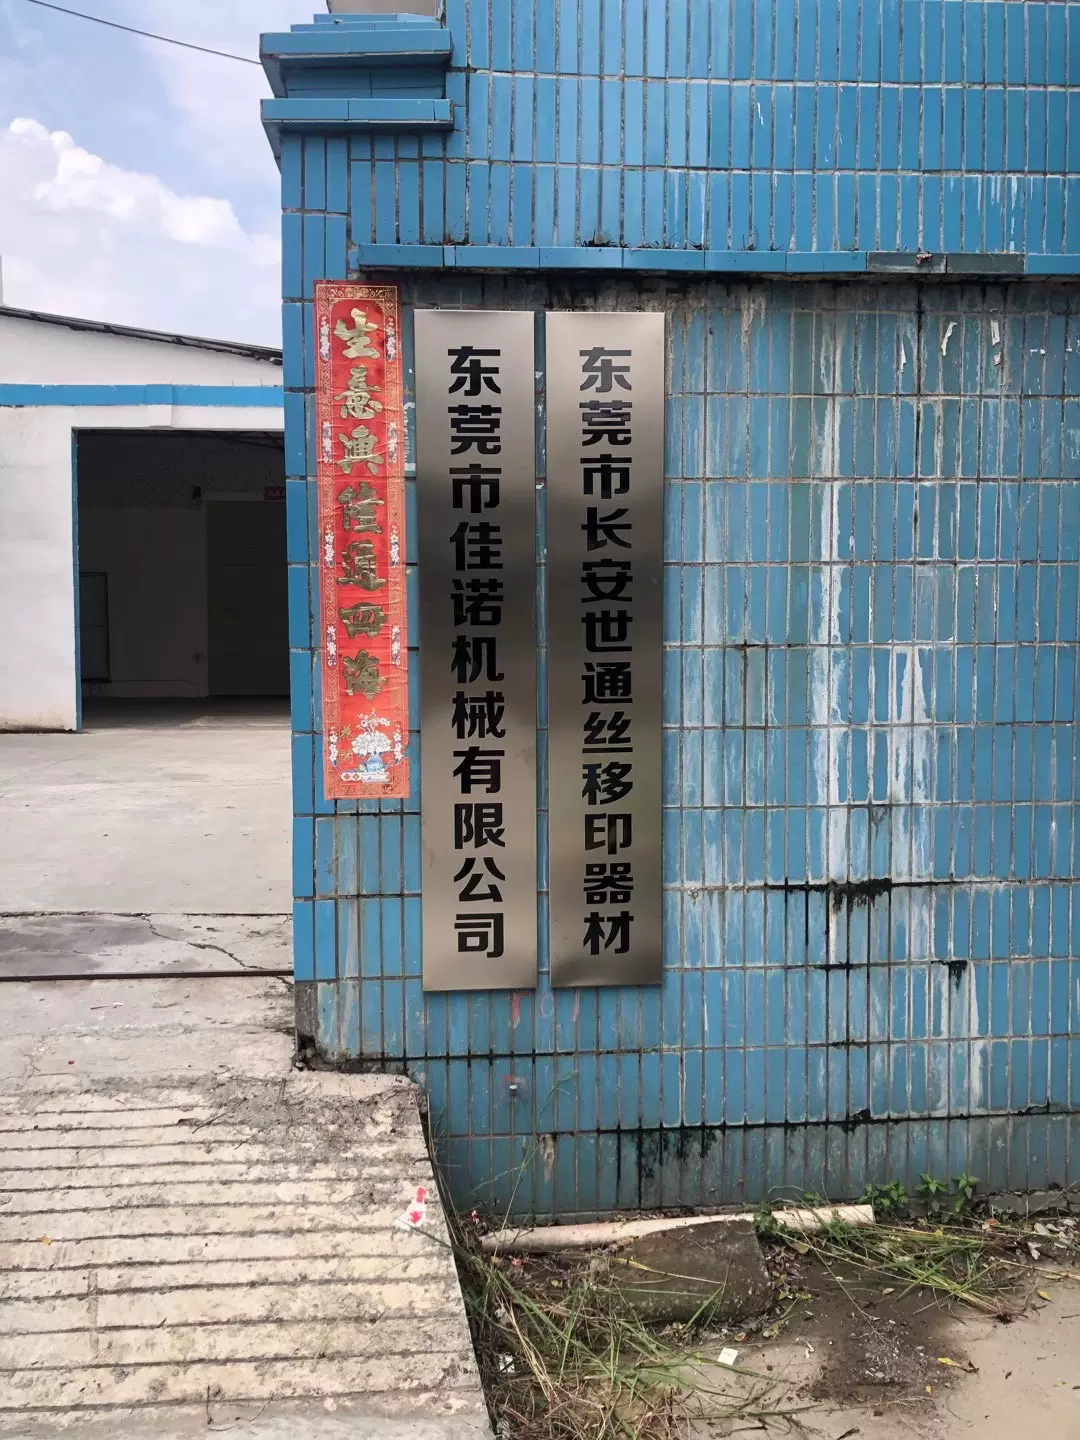 生意興隆通四海
东莞市佳诺机械有限公司
东莞市长安世通丝移印器材